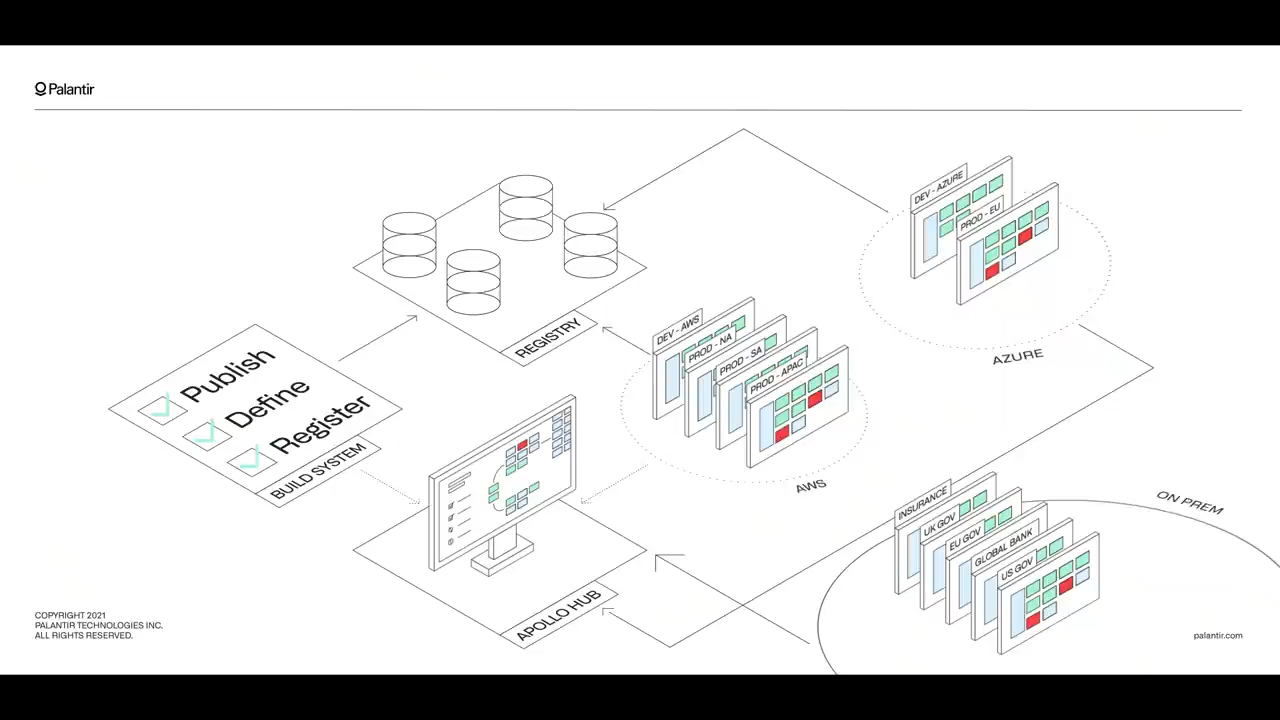 Palantir
DEV - AZURE
PROD - EU
AZURE
REGISTRY
DEV - AWS
PROD - NA
PROD - SA
PROD - APAC
AWS
Publish
Define
Register
BUILD SYSTEM
APOLLO HUB
ON PREM
INSURANCE
UK GOV
EU GOV
GLOBAL BANK
US GOV
COPYRIGHT 2021
PALANTIR TECHNOLOGIES INC.
ALL RIGHTS RESERVED.
palantir.com